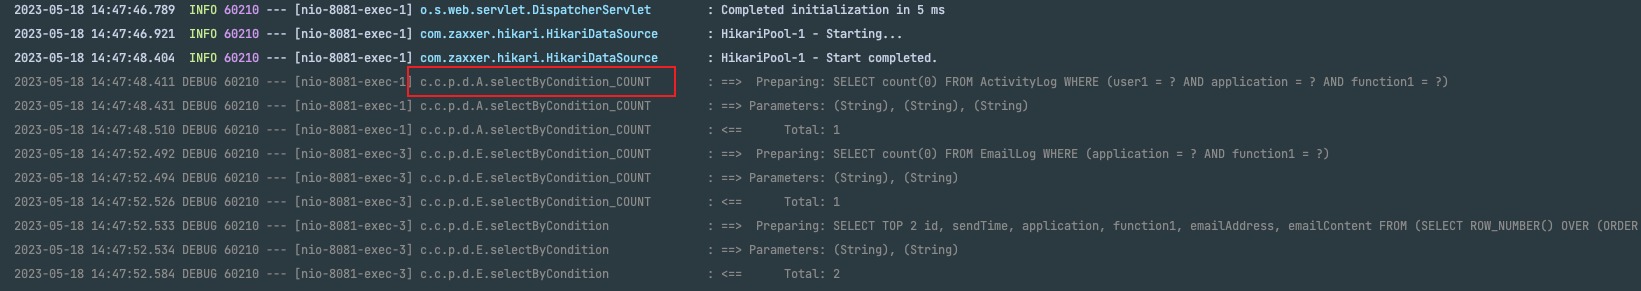 2023-05-18 14:47:46.789  INFO 60210 --- [nio-8081-exec-1] o.s.web.servlet.DispatcherServlet        : Completed initialization in 5 ms
2023-05-18 14:47:46.921  INFO 60210 --- [nio-8081-exec-1] com.zaxxer.hikari.HikariDataSource       : HikariPool-1 - Starting...
2023-05-18 14:47:48.404  INFO 60210 --- [nio-8081-exec-1] com.zaxxer.hikari.HikariDataSource       : HikariPool-1 - Start completed.
2023-05-18 14:47:48.411 DEBUG 60210 --- [nio-8081-exec-1] c.c.p.d.A.selectByCondition_COUNT        : ==>  Preparing: SELECT count(0) FROM ActivityLog WHERE (user1 = ? AND application = ? AND function1 = ?)
2023-05-18 14:47:48.431 DEBUG 60210 --- [nio-8081-exec-1] c.c.p.d.A.selectByCondition_COUNT        : ==> Parameters: (String), (String), (String)
2023-05-18 14:47:48.510 DEBUG 60210 --- [nio-8081-exec-1] c.c.p.d.A.selectByCondition_COUNT        : <==      Total: 1
2023-05-18 14:47:52.492 DEBUG 60210 --- [nio-8081-exec-3] c.c.p.d.E.selectByCondition_COUNT        : ==>  Preparing: SELECT count(0) FROM EmailLog WHERE (application = ? AND function1 = ?)
2023-05-18 14:47:52.494 DEBUG 60210 --- [nio-8081-exec-3] c.c.p.d.E.selectByCondition_COUNT        : ==> Parameters: (String), (String)
2023-05-18 14:47:52.526 DEBUG 60210 --- [nio-8081-exec-3] c.c.p.d.E.selectByCondition_COUNT        : <==      Total: 1
2023-05-18 14:47:52.533 DEBUG 60210 --- [nio-8081-exec-3] c.c.p.d.E.selectByCondition              : ==>  Preparing: SELECT TOP 2 id, sendTime, application, function1, emailAddress, emailContent FROM (SELECT ROW_NUMBER() OVER (ORDER
2023-05-18 14:47:52.534 DEBUG 60210 --- [nio-8081-exec-3] c.c.p.d.E.selectByCondition              : ==> Parameters: (String), (String)
2023-05-18 14:47:52.584 DEBUG 60210 --- [nio-8081-exec-3] c.c.p.d.E.selectByCondition              : <==      Total: 2